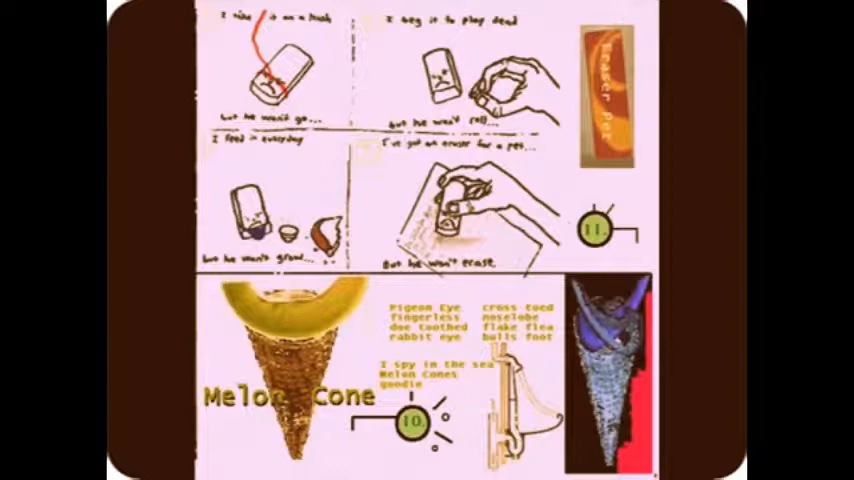 I take it on a leash
but he won't go...
I beg it to play dead
but he won't roll...
Eraser Pet
I feed it everyday
but he won't growl...
I've got an eraser for a pet...
But he won't erase
11.
Pigeon Eye
fingerless
doe toothed
rabbit eye
cross toed
noselobe
flake flea
bulls foot
I spy in the sea
Melon Cones
goodie
Melon Cone
10.